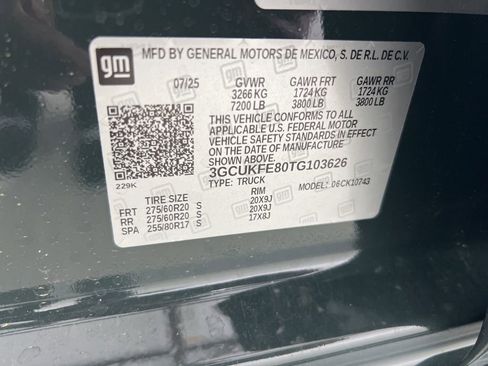 gm
MFD BY GENERAL MOTORS DE MEXICO, S. DE R.L. DE C.V.
07/25 GVWR GAWR FRT GAWR RR
3266 KG 1724 KG 1724 KG
7200 LB 3800 LB 3800 LB
THIS VEHICLE CONFORMS TO ALL
APPLICABLE U.S. FEDERAL MOTOR
VEHICLE SAFETY STANDARDS IN
EFFECT ON THE DATE OF MANUFACTURE
3GCUKFE80TG103626
229K TYPE: TRUCK MODEL: 06CK10743
TIRE SIZE RIM
FRT 275/60R20 S 20X9J
RR 275/60R20 S 20X9J
SPA 255/80R17 S 17X8J